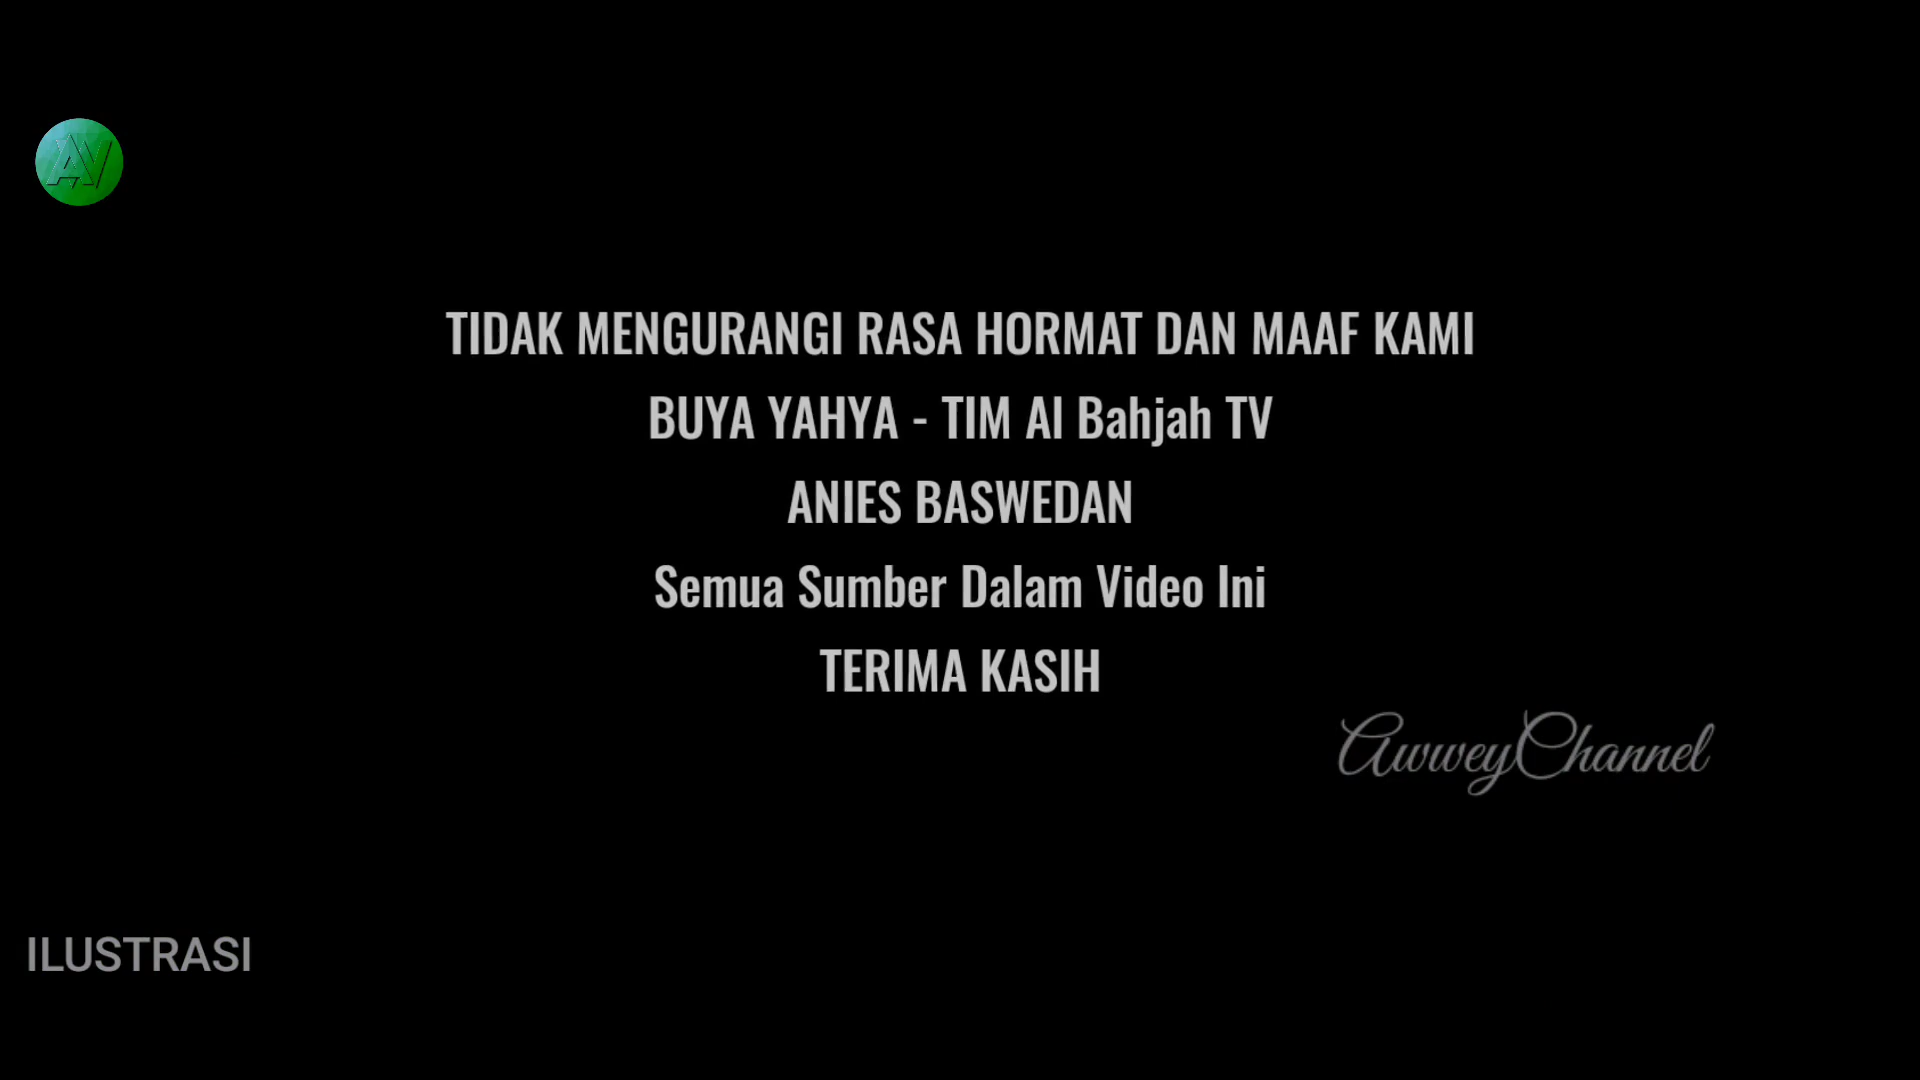 AV
TIDAK MENGURANGI RASA HORMAT DAN MAAF KAMI
BUYA YAHYA - TIM Al Bahjah TV
ANIES BASWEDAN
Semua Sumber Dalam Video Ini
TERIMA KASIH
AwweyChannel
ILUSTRASI